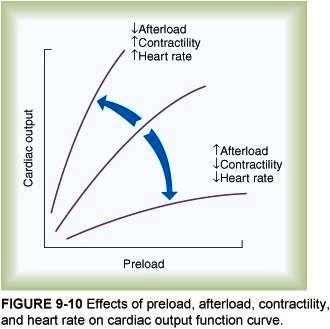 ↓Afterload
↑Contractility
↑Heart rate
Cardiac output
↑Afterload
↓Contractility
↓Heart rate
Preload
FIGURE 9-10 Effects of preload, afterload, contractility,
and heart rate on cardiac output function curve.